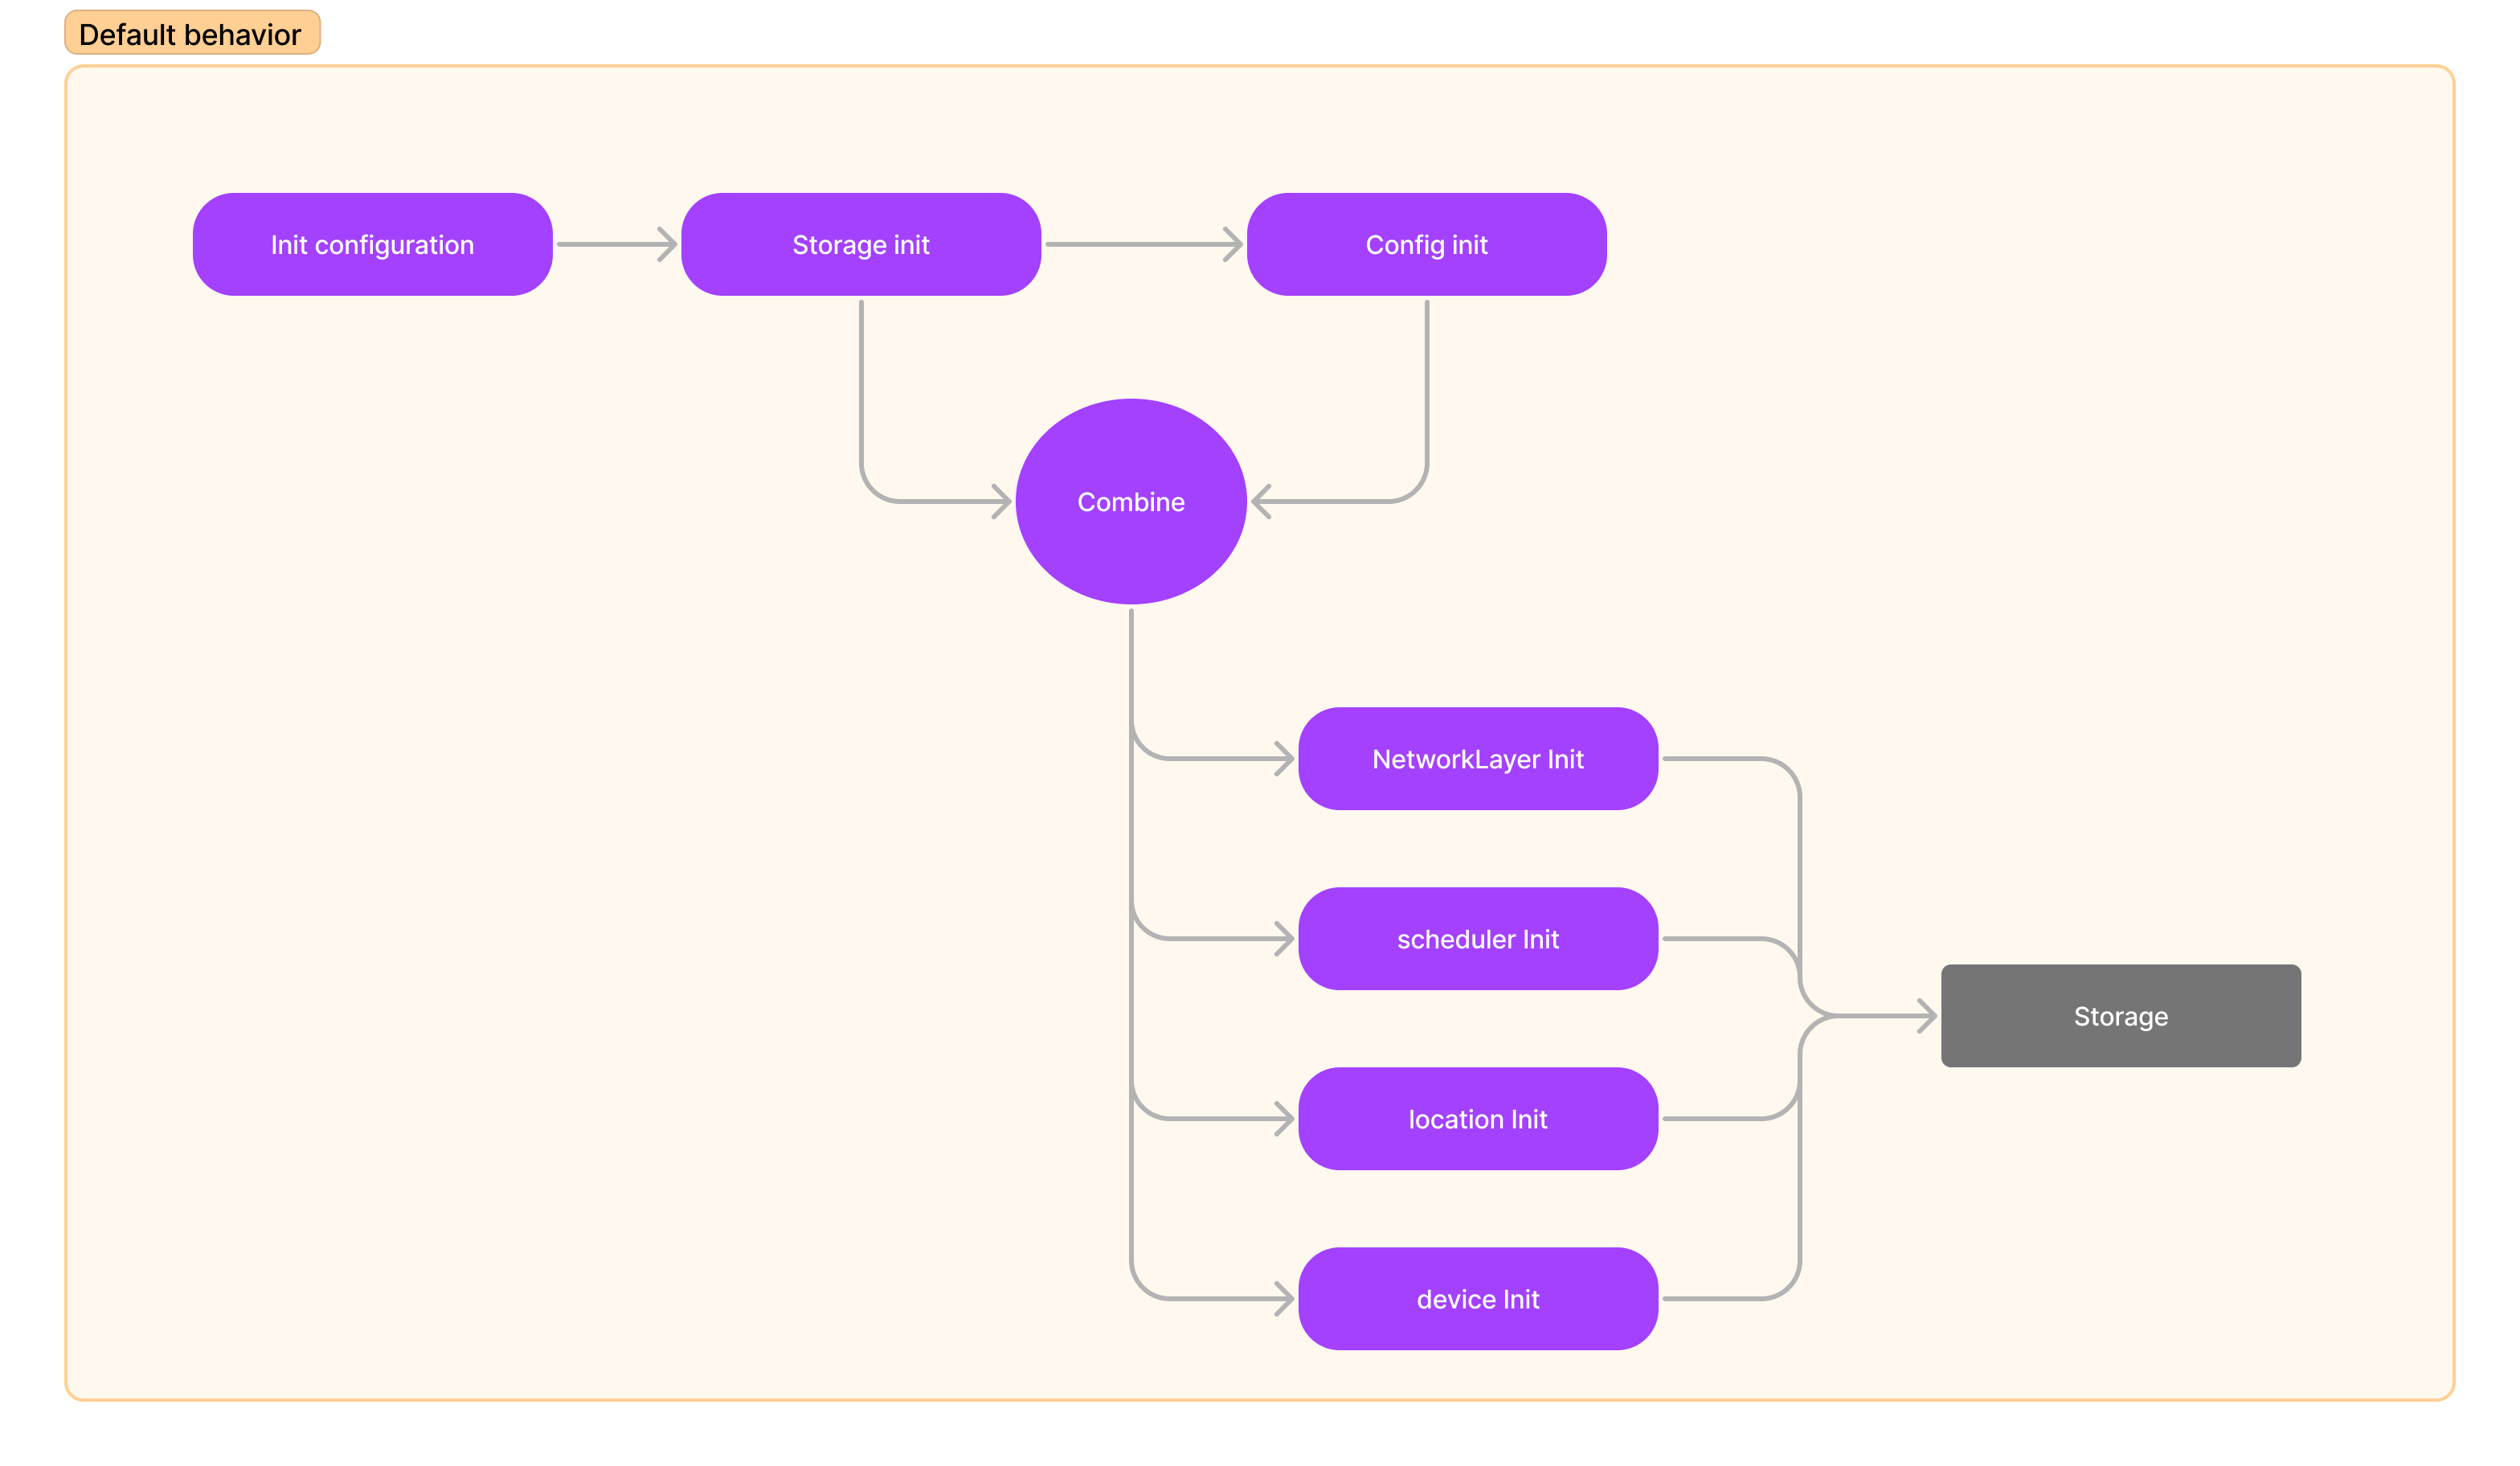 Default behavior
Init configuration
Storage init
Config init
Combine
NetworkLayer Init
scheduler Init
Storage
location Init
device Init